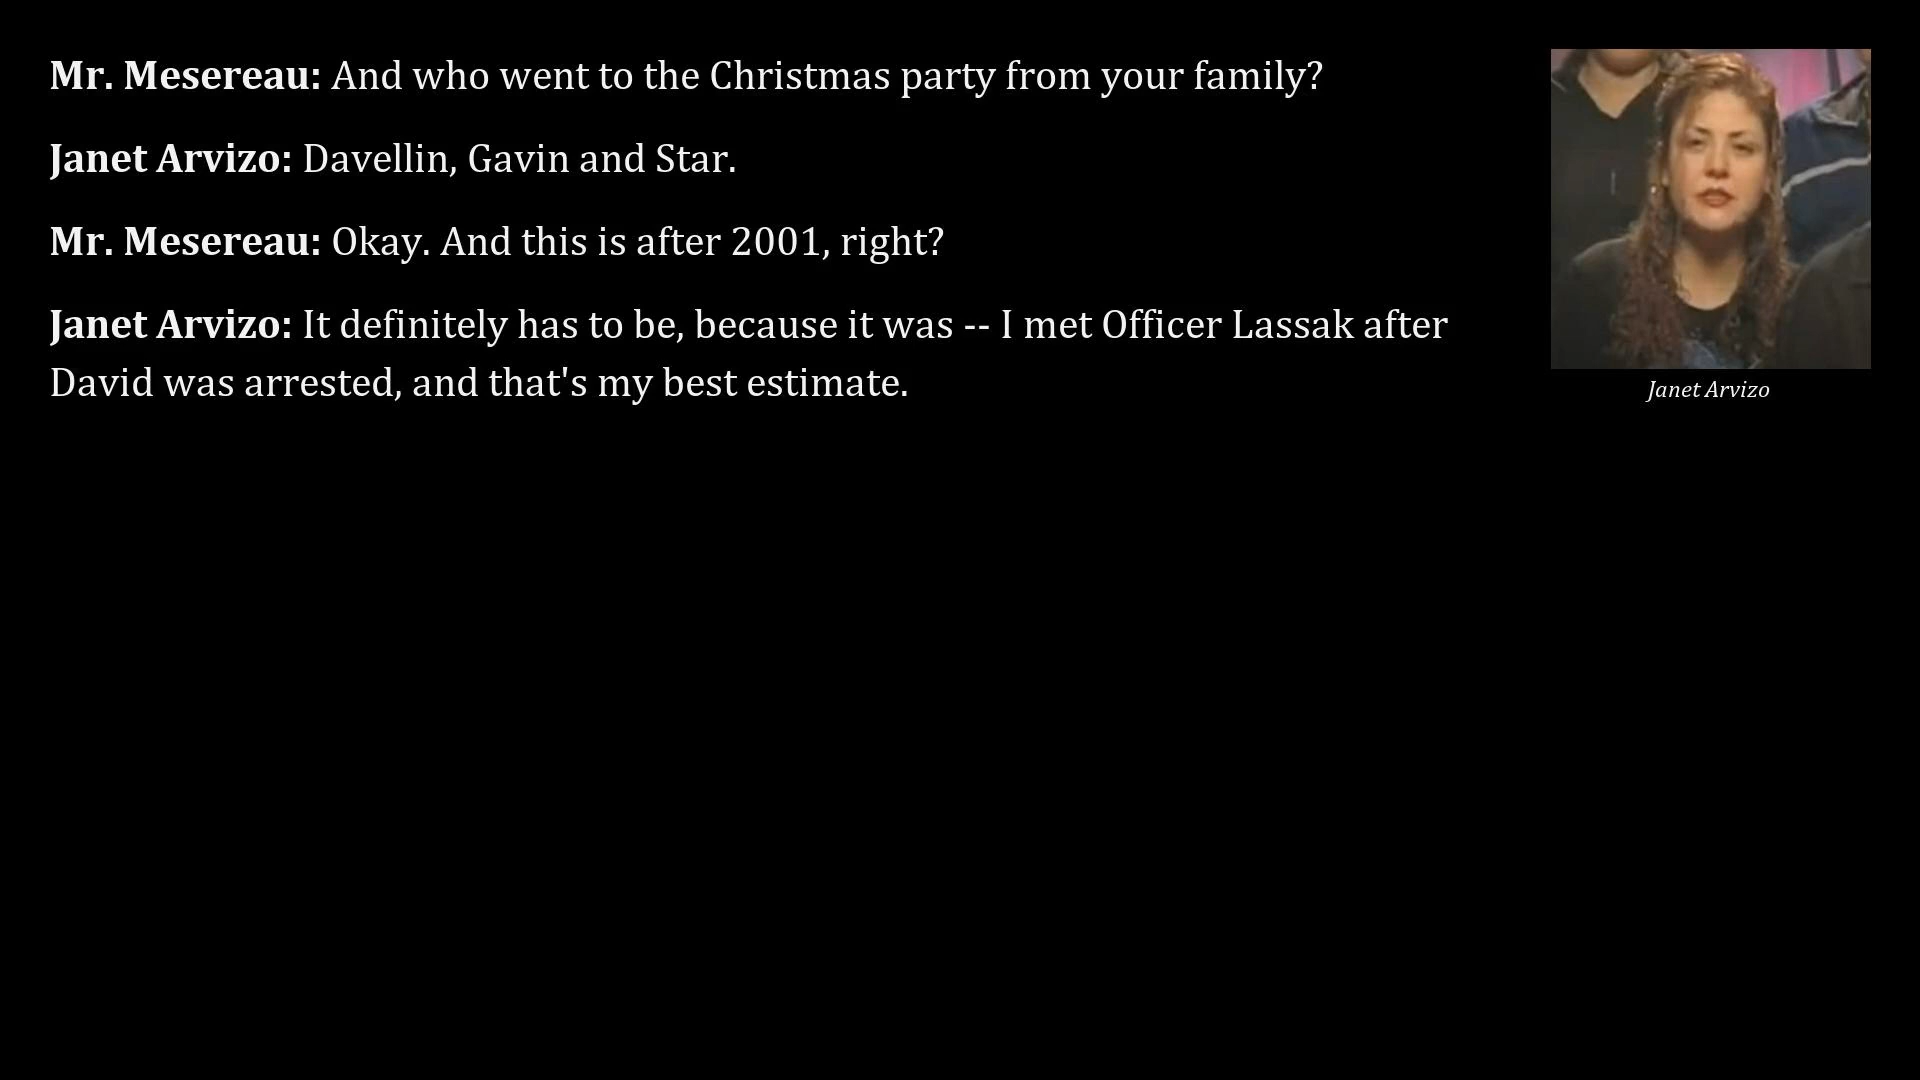 Mr. Mesereau: And who went to the Christmas party from your family?
Janet Arvizo: Davellin, Gavin and Star.
Mr. Mesereau: Okay. And this is after 2001, right?
Janet Arvizo: It definitely has to be, because it was -- I met Officer Lassak after
David was arrested, and that's my best estimate.
Janet Arvizo